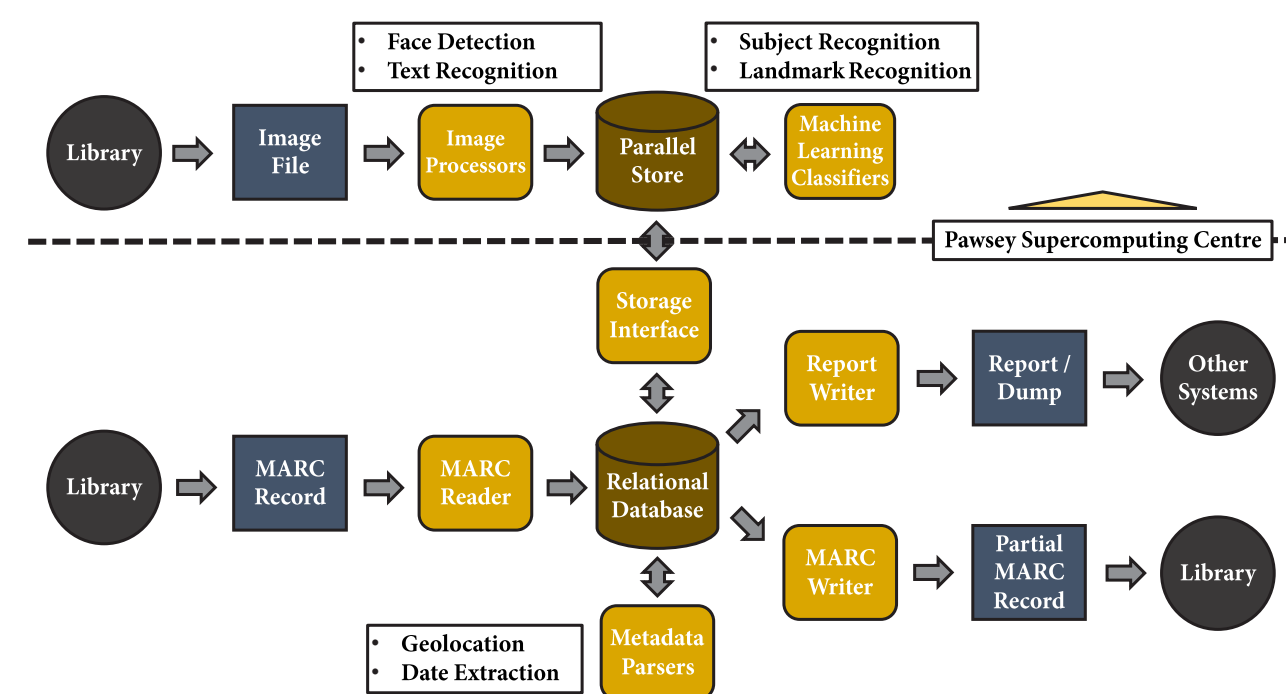 • Face Detection
• Text Recognition
• Subject Recognition
• Landmark Recognition
Library
Image
File
Image
Processors
Parallel
Store
Machine
Learning
Classifiers
Pawsey Supercomputing Centre
Storage
Interface
Report
Writer
Report /
Dump
Other
Systems
Library
MARC
Record
MARC
Reader
Relational
Database
MARC
Writer
Partial
MARC
Record
Library
• Geolocation
• Date Extraction
Metadata
Parsers